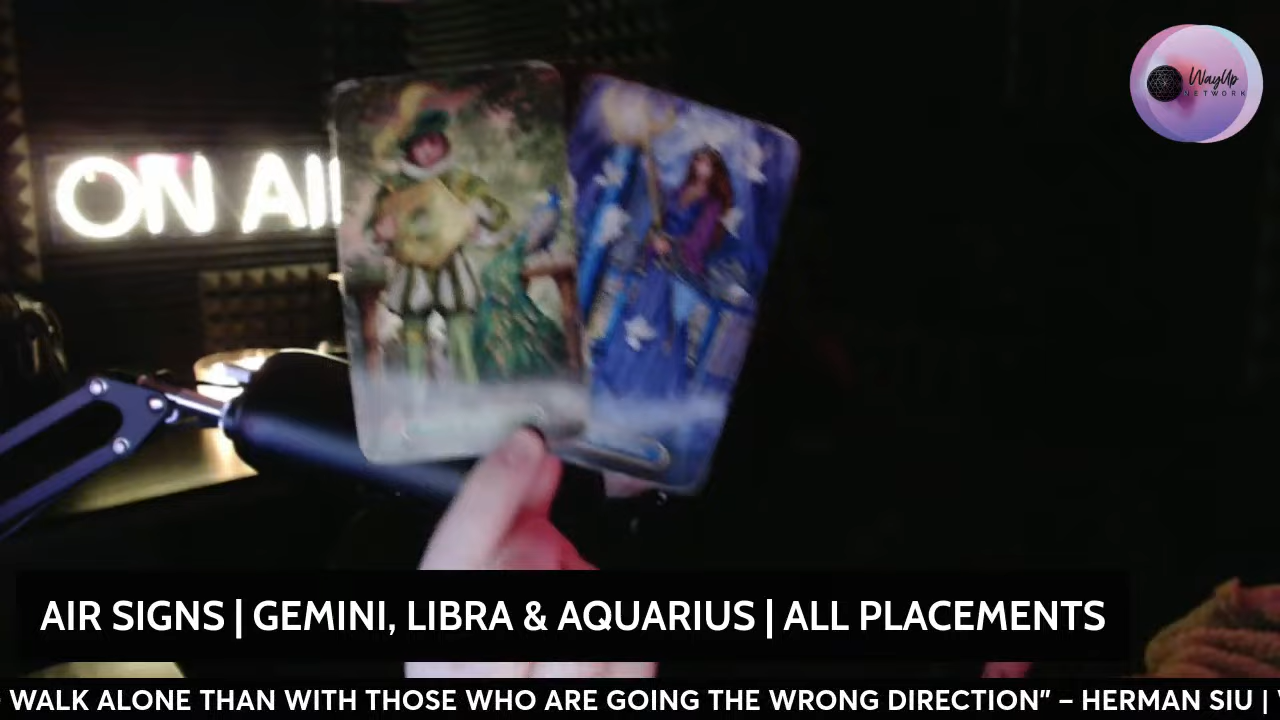 WayUp
NETWORK
ON AI
AIR SIGNS | GEMINI, LIBRA & AQUARIUS | ALL PLACEMENTS
WALK ALONE THAN WITH THOSE WHO ARE GOING THE WRONG DIRECTION” – HERMAN SIU |